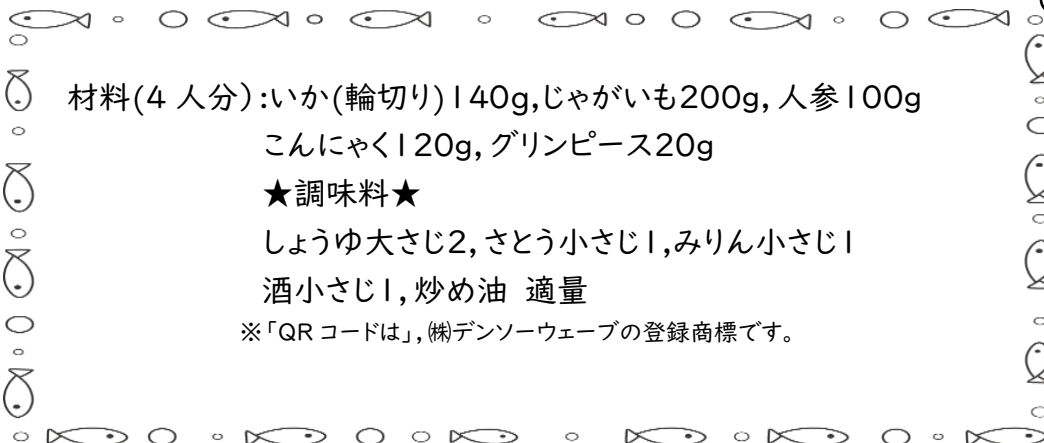 材料(4 人分):いか(輪切り)140g,じゃがいも200g,人参100g
こんにゃく120g,グリンピース20g
★調味料★
しょうゆ大さじ2,さとう小さじ1,みりん小さじ1
酒小さじ1,炒め油 適量
※「QR コードは」,㈱デンソーウェーブの登録商標です。